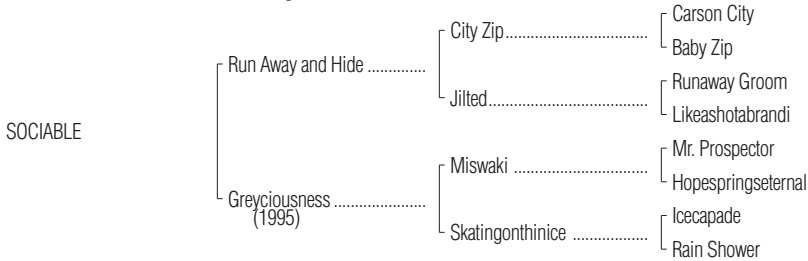 Carson City
City Zip................................
Baby Zip
Run Away and Hide ..............
Runaway Groom
Jilted....................................
Likeashotabrandi
SOCIABLE
Mr. Prospector
Miswaki ..............................
Hopespringseternal
Greyciousness ......................
(1995)
Icecapade
Skatingonthinice ..................
Rain Shower